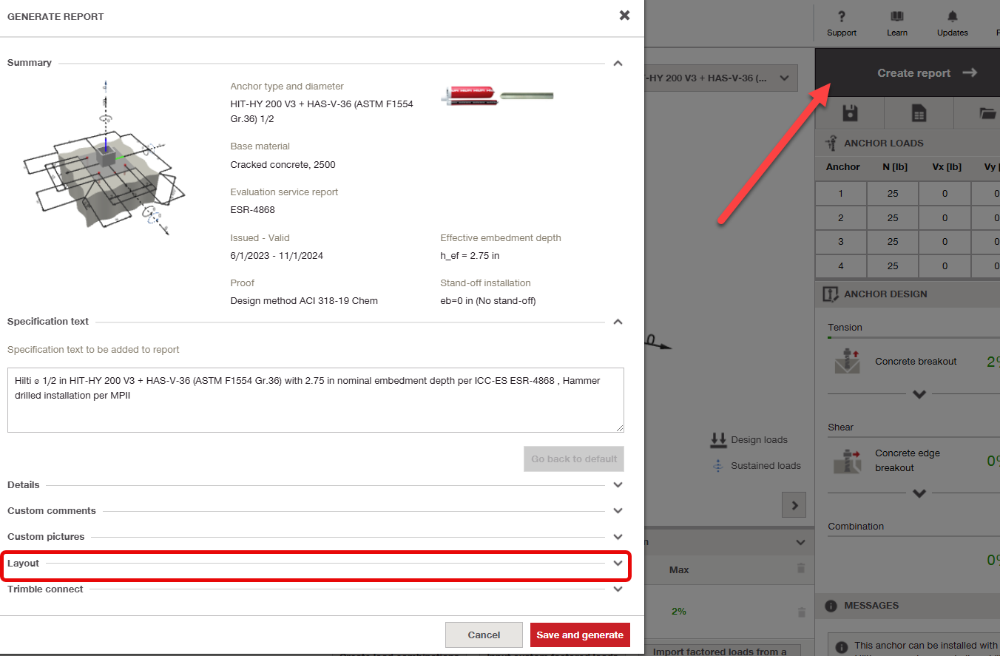 GENERATE REPORT
Summary
Anchor type and diameter
HIT-HY 200 V3 + HAS-V-36 (ASTM F1554
Gr.36) 1/2
Base material
Cracked concrete, 2500
Evaluation service report
ESR-4868
Issued - Valid
6/1/2023 - 11/1/2024
Effective embedment depth
h_ef = 2.75 in
Proof
Design method ACI 318-19 Chem
Stand-off installation
eb=0 in (No stand-off)
Specification text
Specification text to be added to report
Hilti ⌀ 1/2 in HIT-HY 200 V3 + HAS-V-36 (ASTM F1554 Gr.36) with 2.75 in nominal embedment depth per ICC-ES ESR-4868 , Hammer
drilled installation per MPII
Go back to default
Details
Custom comments
Custom pictures
Layout
Trimble connect
Cancel
Save and generate
-HY 200 V3 + HAS-V-36 (...
Design loads
Sustained loads
Max
2%
Import factored loads from a
Support
Learn
Updates
Create report
ANCHOR LOADS
Anchor N [lb] Vx [lb] Vy [
1 25 0 0
2 25 0 0
3 25 0 0
4 25 0 0
ANCHOR DESIGN
Tension
Concrete breakout 2%
Shear
Concrete edge
breakout
0%
Combination
0%
MESSAGES
This anchor can be installed with